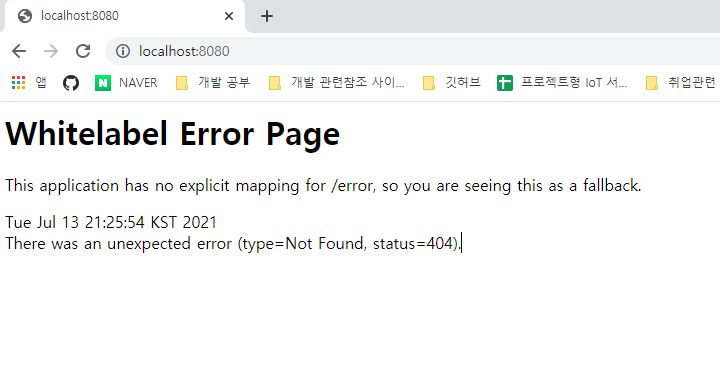 localhost:8080
localhost:8080
앱 NAVER 개발 공부 개발 관련참조 사이... 깃허브 프로젝트형 IoT 서... 취업관련
Whitelabel Error Page
This application has no explicit mapping for /error, so you are seeing this as a fallback.
Tue Jul 13 21:25:54 KST 2021
There was an unexpected error (type=Not Found, status=404).